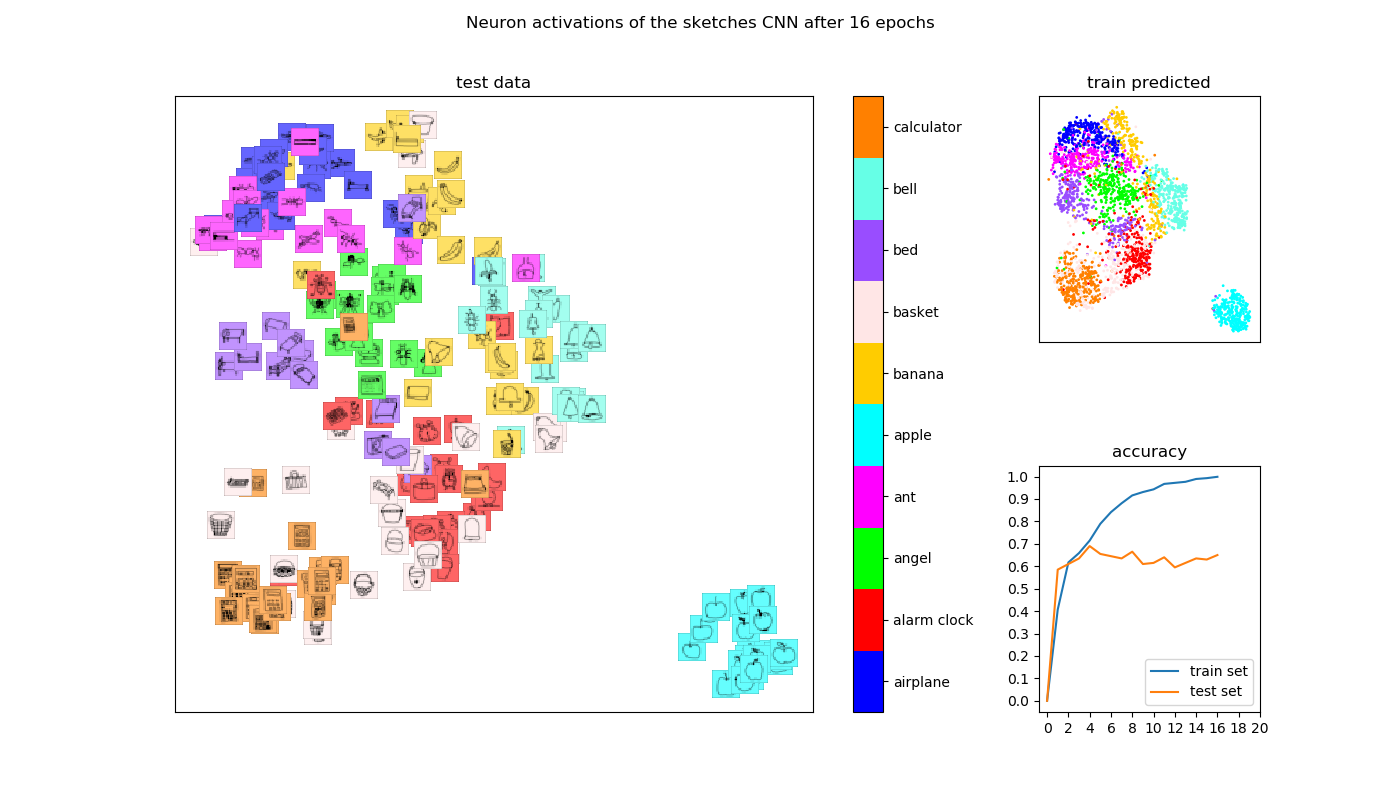 Neuron activations of the sketches CNN after 16 epochs
test data
calculator
bell
bed
basket
banana
apple
ant
angel
alarm clock
airplane
train predicted
accuracy
1.0
0.9
0.8
0.7
0.6
0.5
0.4
0.3
0.2
0.1
0.0
train set
test set
0 2 4 6 8 10 12 14 16 18 20